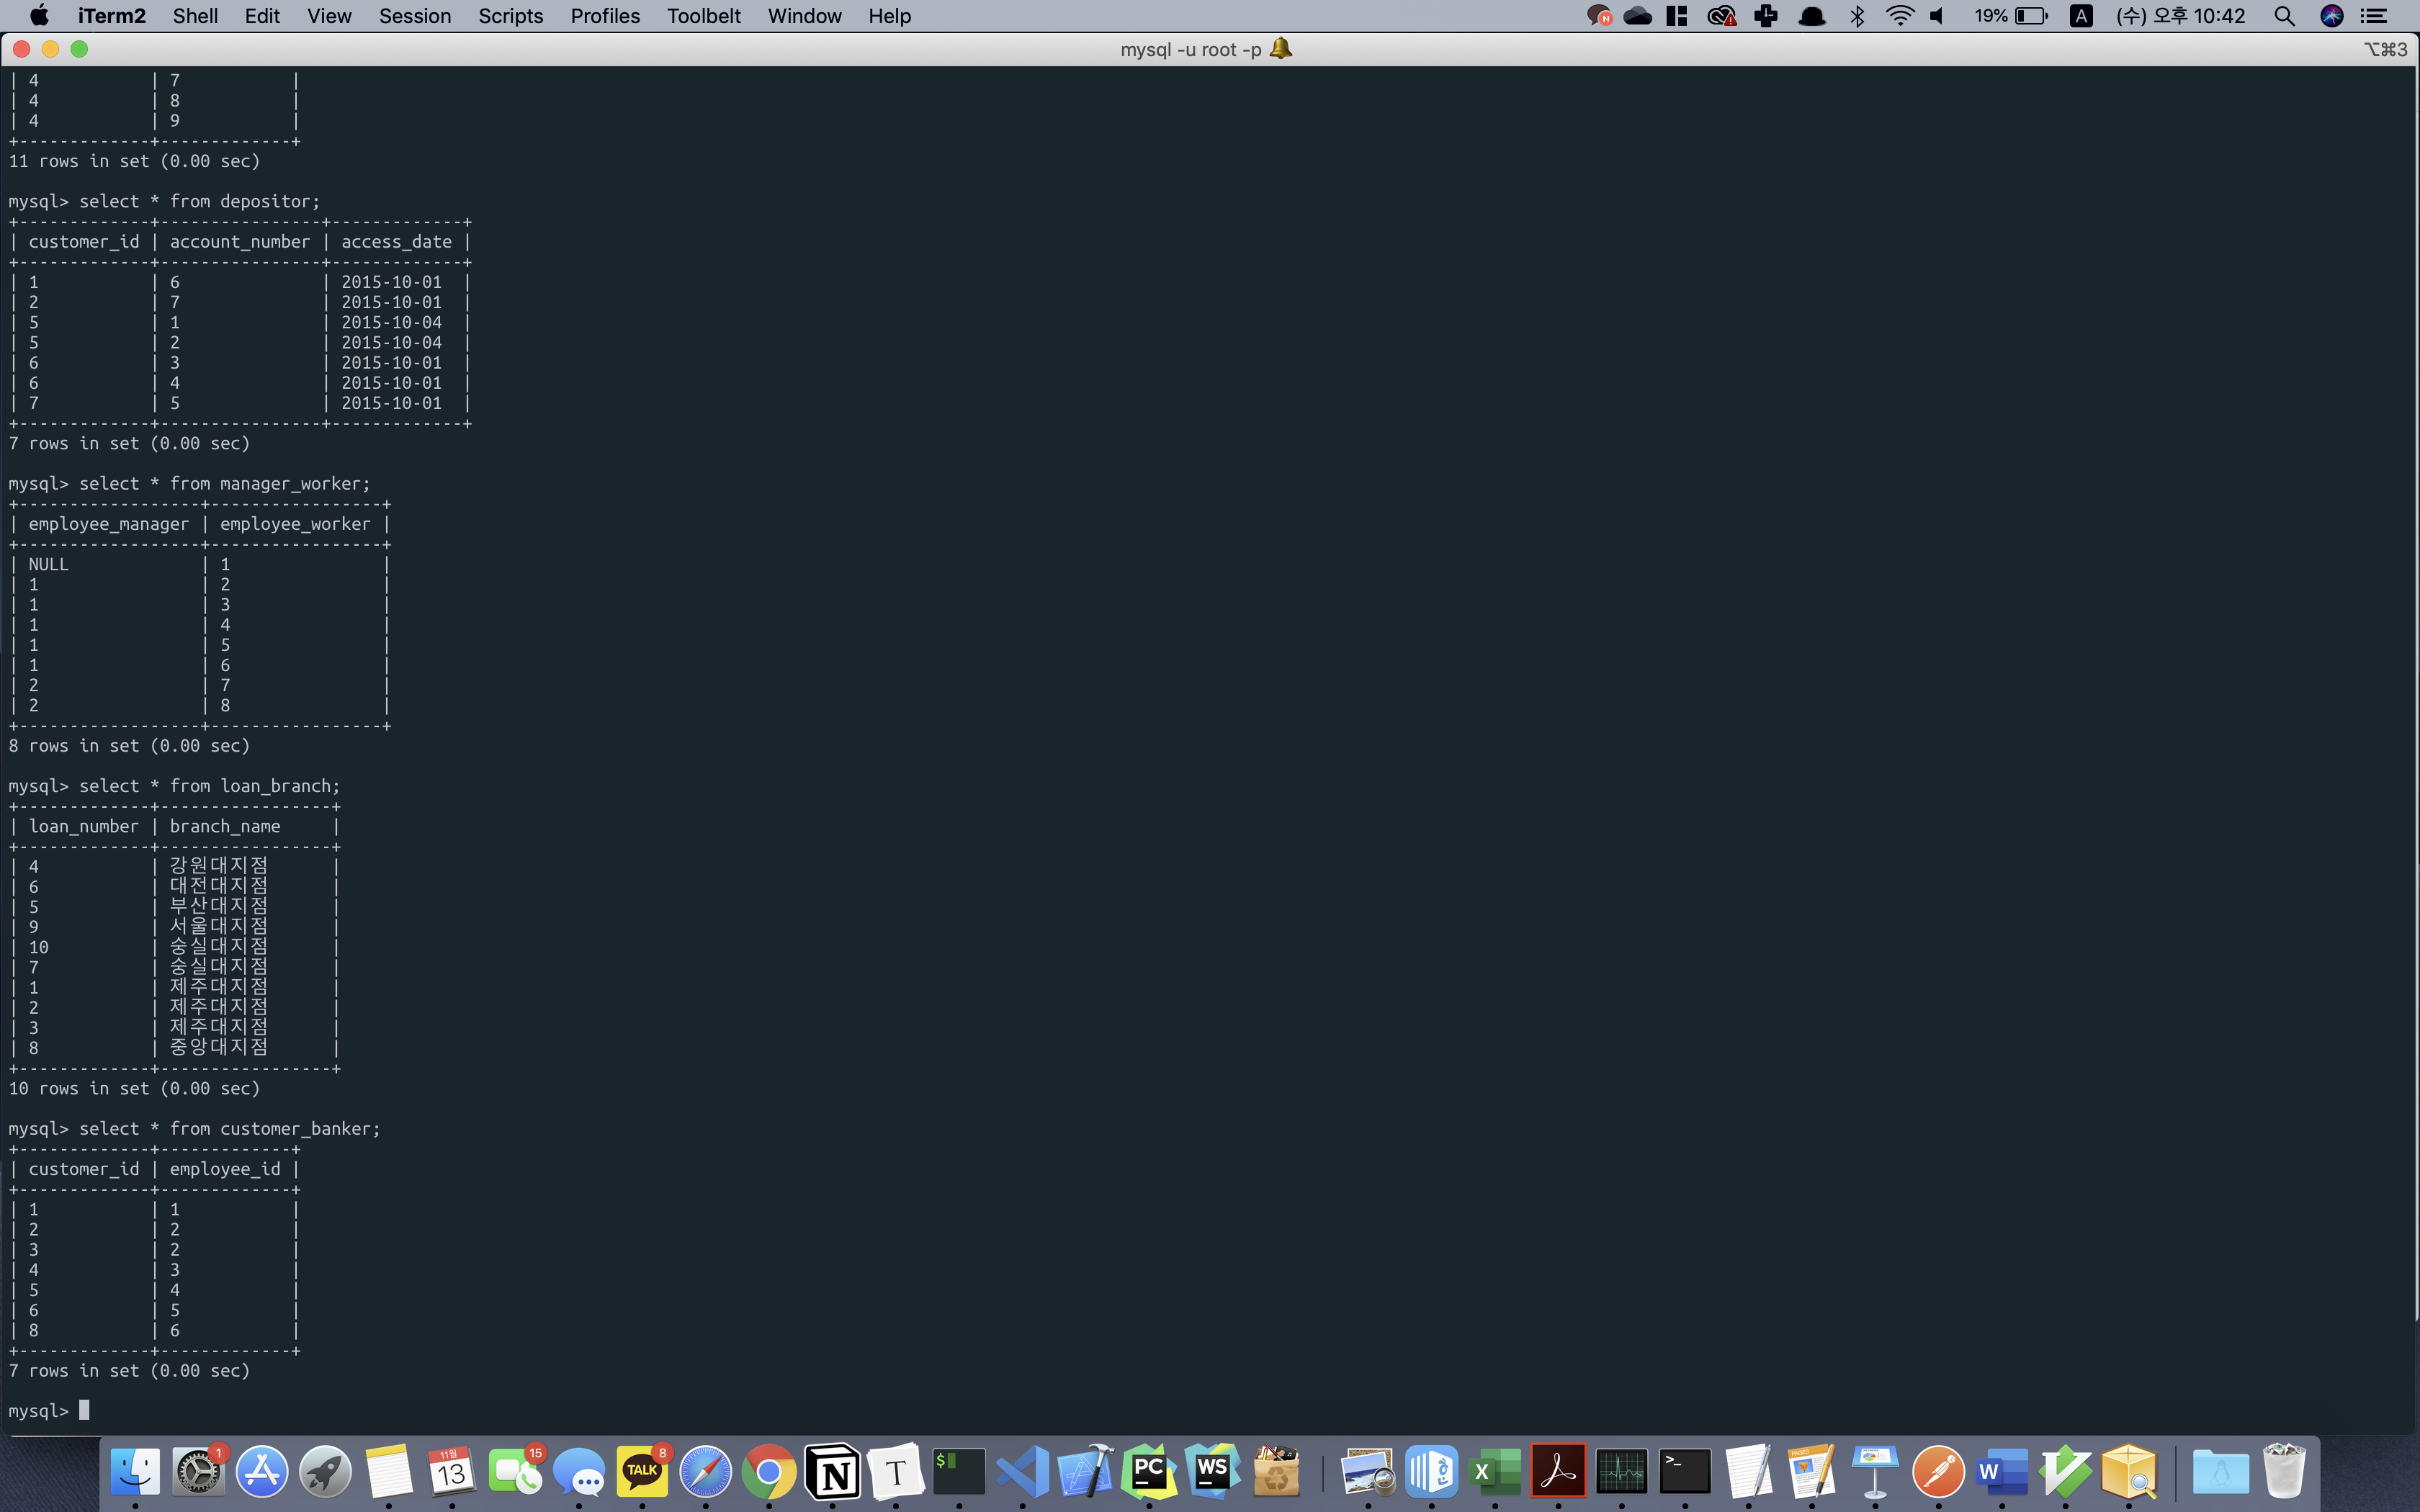 iTerm2 Shell Edit View Session Scripts Profiles Toolbelt Window Help N 19% A (수) 오후 10:42
mysql -u root -p 🔔 ⌥⌘3
| 4 | 7 |
| 4 | 8 |
| 4 | 9 |
+-------------+-------------+
11 rows in set (0.00 sec)
mysql> select * from depositor;
+-------------+----------------+-------------+
| customer_id | account_number | access_date |
+-------------+----------------+-------------+
| 1 | 6 | 2015-10-01 |
| 2 | 7 | 2015-10-01 |
| 5 | 1 | 2015-10-04 |
| 5 | 2 | 2015-10-04 |
| 6 | 3 | 2015-10-01 |
| 6 | 4 | 2015-10-01 |
| 7 | 5 | 2015-10-01 |
+-------------+----------------+-------------+
7 rows in set (0.00 sec)
mysql> select * from manager_worker;
+------------------+-----------------+
| employee_manager | employee_worker |
+------------------+-----------------+
| NULL | 1 |
| 1 | 2 |
| 1 | 3 |
| 1 | 4 |
| 1 | 5 |
| 1 | 6 |
| 2 | 7 |
| 2 | 8 |
+------------------+-----------------+
8 rows in set (0.00 sec)
mysql> select * from loan_branch;
+-------------+-----------------+
| loan_number | branch_name |
+-------------+-----------------+
| 4 | 강원대지점 |
| 6 | 대전대지점 |
| 5 | 부산대지점 |
| 9 | 서울대지점 |
| 10 | 숭실대지점 |
| 7 | 숭실대지점 |
| 1 | 제주대지점 |
| 2 | 제주대지점 |
| 3 | 제주대지점 |
| 8 | 중앙대지점 |
+-------------+-----------------+
10 rows in set (0.00 sec)
mysql> select * from customer_banker;
+-------------+-------------+
| customer_id | employee_id |
+-------------+-------------+
| 1 | 1 |
| 2 | 2 |
| 3 | 2 |
| 4 | 3 |
| 5 | 4 |
| 6 | 5 |
| 8 | 6 |
+-------------+-------------+
7 rows in set (0.00 sec)
mysql>
1 11월 13 15 TALK 8 N T $ PC WS X >_ PAGES W